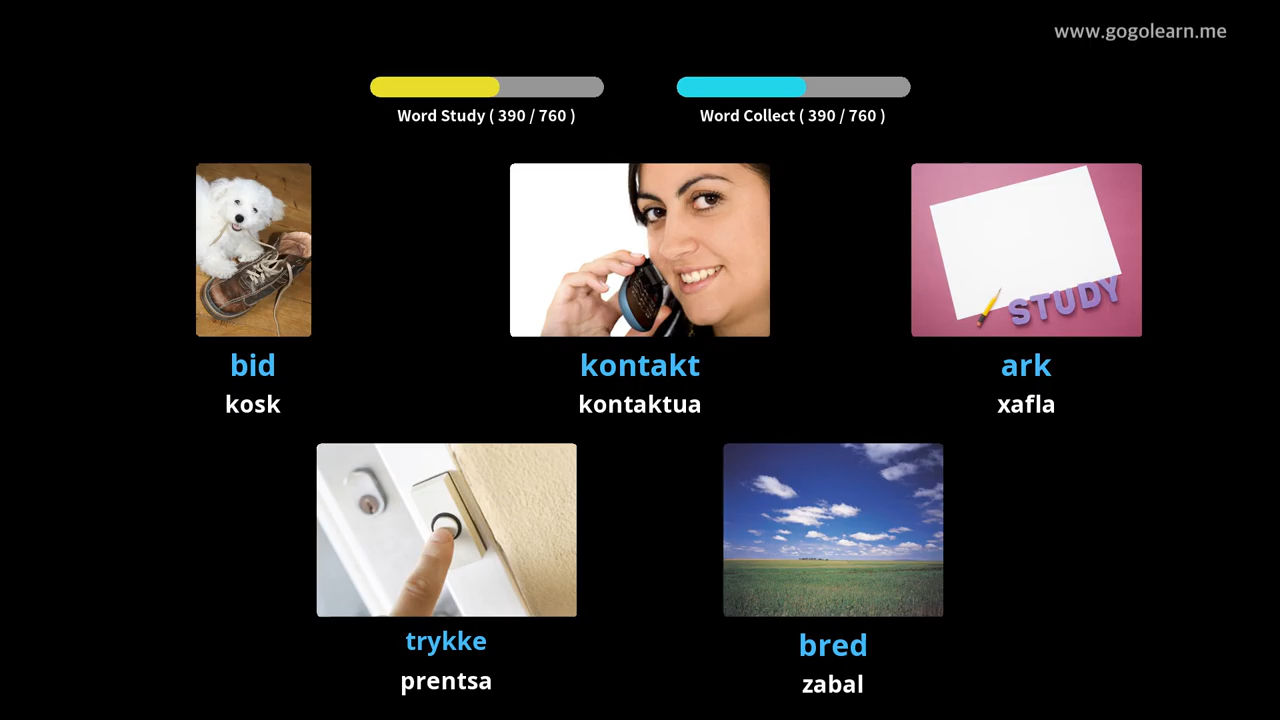 www.gogolearn.me
Word Study ( 390 / 760 )
Word Collect ( 390 / 760 )
STUDY
bid
kosk
kontakt
kontaktua
ark
xafla
trykke
prentsa
bred
zabal